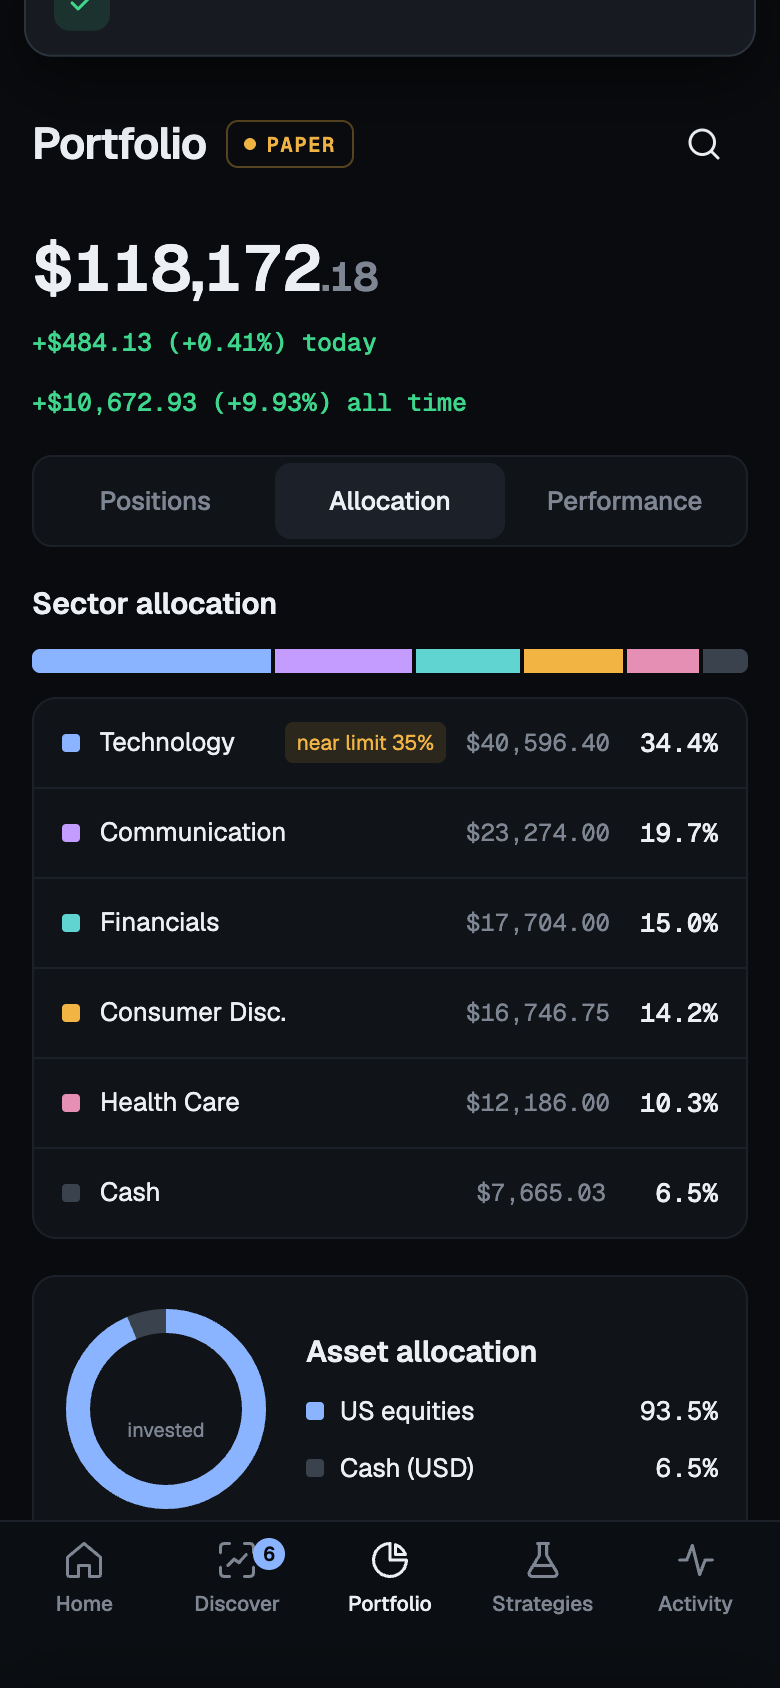 Portfolio PAPER
$118,172.18
+$484.13 (+0.41%) today
+$10,672.93 (+9.93%) all time
Positions Allocation Performance
Sector allocation
Technology near limit 35% $40,596.40 34.4%
Communication $23,274.00 19.7%
Financials $17,704.00 15.0%
Consumer Disc. $16,746.75 14.2%
Health Care $12,186.00 10.3%
Cash $7,665.03 6.5%
Asset allocation
invested
US equities 93.5%
Cash (USD) 6.5%
6
Home Discover Portfolio Strategies Activity